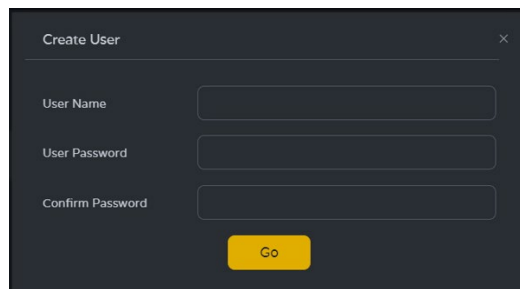 Create User
×
User Name
User Password
Confirm Password
Go